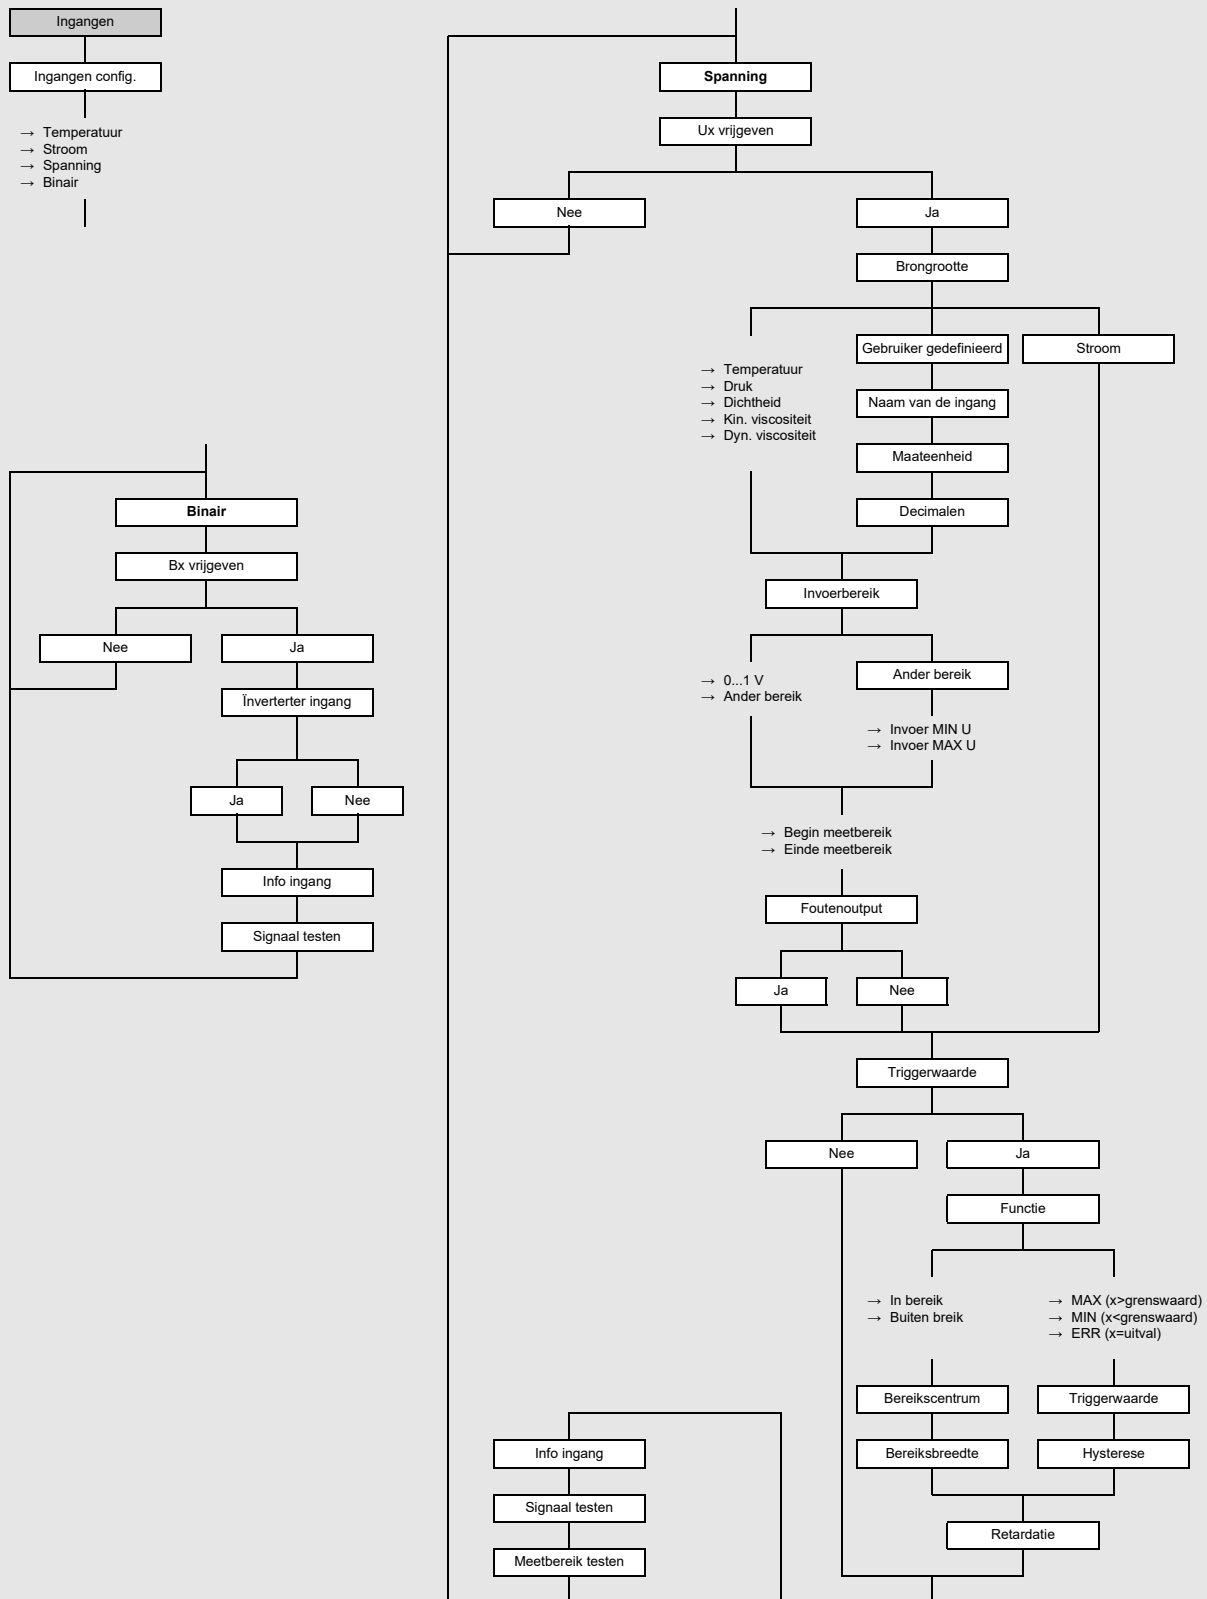 Ingangen
Ingangen config.
→ Temperatuur
→ Stroom
→ Spanning
→ Binair
Binair
Bx vrijgeven
Nee
Ja
Ïnverterter ingang
Ja
Nee
Info ingang
Signaal testen
Spanning
Ux vrijgeven
Nee
Ja
Brongrootte
→ Temperatuur
→ Druk
→ Dichtheid
→ Kin. viscositeit
→ Dyn. viscositeit
Gebruiker gedefinieerd
Naam van de ingang
Maateenheid
Decimalen
Stroom
Invoerbereik
→ 0...1 V
→ Ander bereik
Ander bereik
→ Invoer MIN U
→ Invoer MAX U
→ Begin meetbereik
→ Einde meetbereik
Foutenoutput
Ja
Nee
Triggerwaarde
Nee
Ja
Functie
→ In bereik
→ Buiten breik
→ MAX (x>grenswaard)
→ MIN (x<grenswaard)
→ ERR (x=uitval)
Bereikscentrum
Bereiksbreedte
Triggerwaarde
Hysterese
Retardatie
Info ingang
Signaal testen
Meetbereik testen